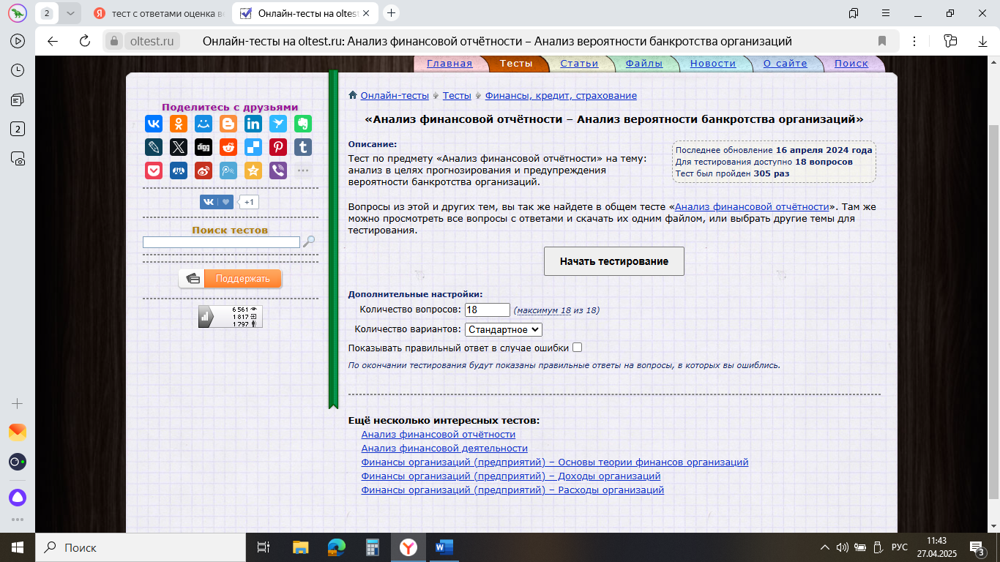 2
тест с ответами оценка в
Онлайн-тесты на oltest
oltest.ru
Онлайн-тесты на oltest.ru: Анализ финансовой отчётности – Анализ вероятности банкротства организаций
2
Главная
Тесты
Статьи
Файлы
Новости
О сайте
Поиск
Поделитесь с друзьями
digg
+1
Поиск тестов
Поддержать
6 561
1 817
1 797
Онлайн-тесты
Тесты
Финансы, кредит, страхование
«Анализ финансовой отчётности – Анализ вероятности банкротства организаций»
Описание:
Тест по предмету «Анализ финансовой отчётности» на тему:
анализ в целях прогнозирования и предупреждения
вероятности банкротства организаций.
Последнее обновление 16 апреля 2024 года
Для тестирования доступно 18 вопросов
Тест был пройден 305 раз
Вопросы из этой и других тем, вы так же найдете в общем тесте «Анализ финансовой отчётности». Там же
можно просмотреть все вопросы с ответами и скачать их одним файлом, или выбрать другие темы для
тестирования.
Начать тестирование
Дополнительные настройки:
Количество вопросов: 18 (максимум 18 из 18)
Количество вариантов: Стандартное
Показывать правильный ответ в случае ошибки
По окончании тестирования будут показаны правильные ответы на вопросы, в которых вы ошиблись.
Ещё несколько интересных тестов:
Анализ финансовой отчётности
Анализ финансовой деятельности
Финансы организаций (предприятий) – Основы теории финансов организаций
Финансы организаций (предприятий) – Доходы организаций
Финансы организаций (предприятий) – Расходы организаций
Поиск
РУС
11:43
27.04.2025
3